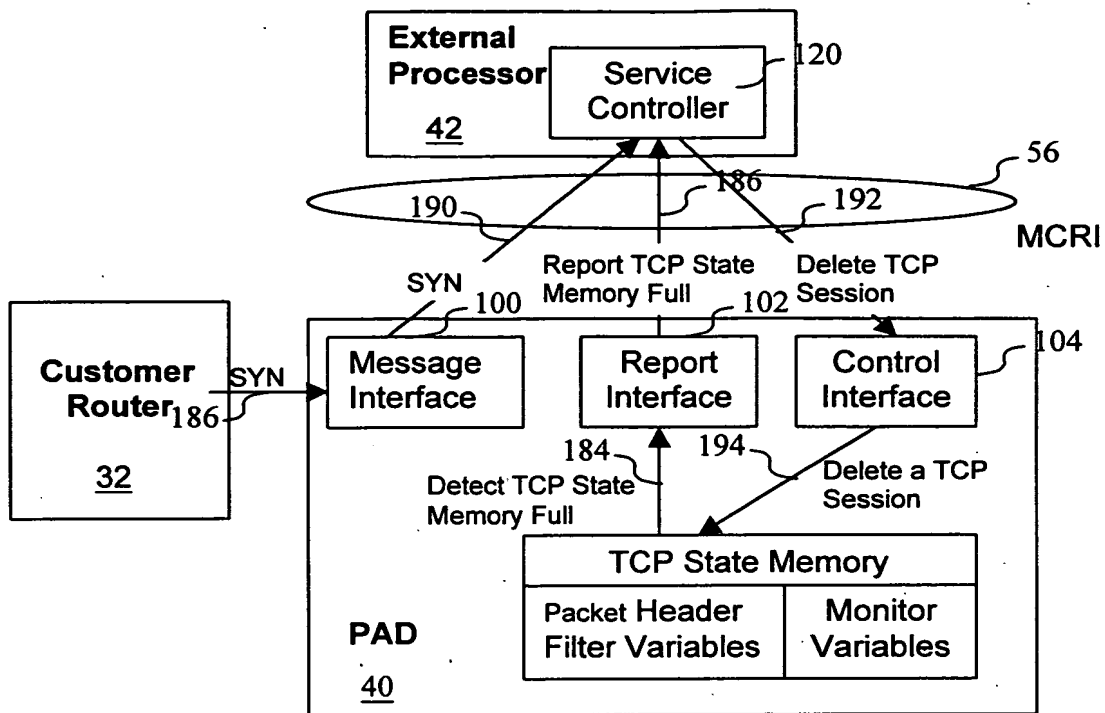 External
Processor
42
Service
Controller
120
56
190
186
192
MCRI
SYN
Report TCP State
Memory Full
Delete TCP
Session
100
102
104
Customer
Router
32
SYN
186
Message
Interface
Report
Interface
Control
Interface
184
194
Detect TCP State
Memory Full
Delete a TCP
Session
TCP State Memory
Packet Header
Filter Variables
Monitor
Variables
PAD
40